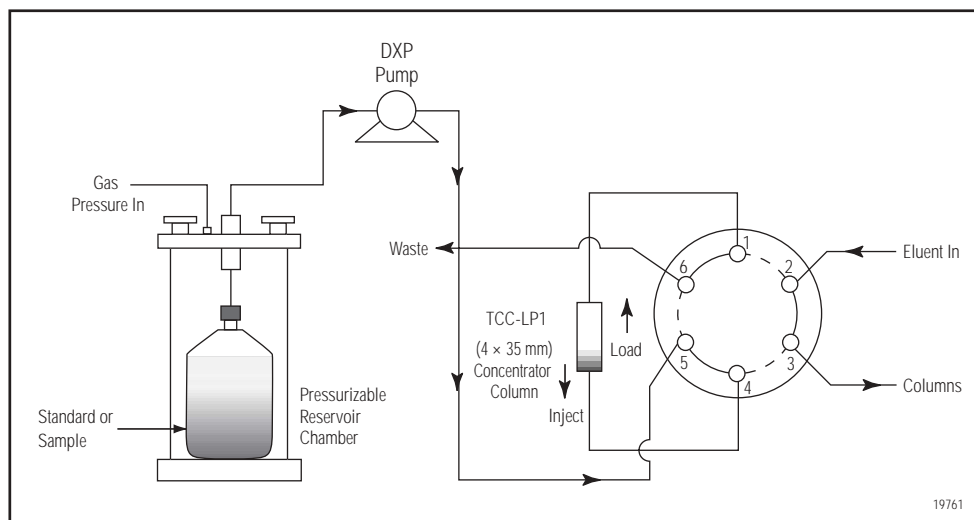 DXP
Pump
Gas
Pressure In
Waste
1
2
3
4
5
6
Eluent In
TCC-LP1
(4 × 35 mm)
Concentrator
Column
Load
Inject
Columns
Standard or
Sample
Pressurizable
Reservoir
Chamber
19761